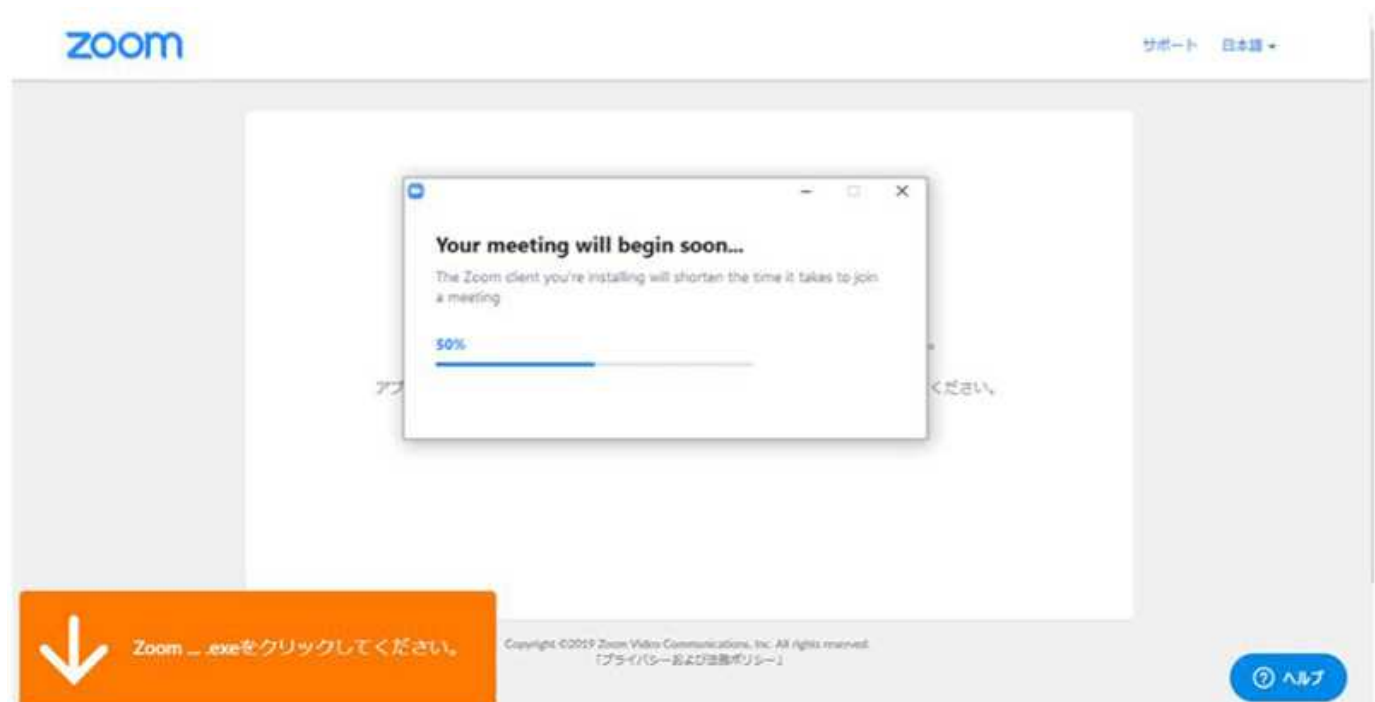 zoom
サポート 日本語
Your meeting will begin soon...
The Zoom client you're installing will shorten the time it takes to join
a meeting
50%
アプ
ください。
Zoom ... .exeをクリックしてください。
Copyright ©2019 Zoom Video Communications, Inc. All rights reserved.
「プライバシーおよび法務ポリシー」
ヘルプ